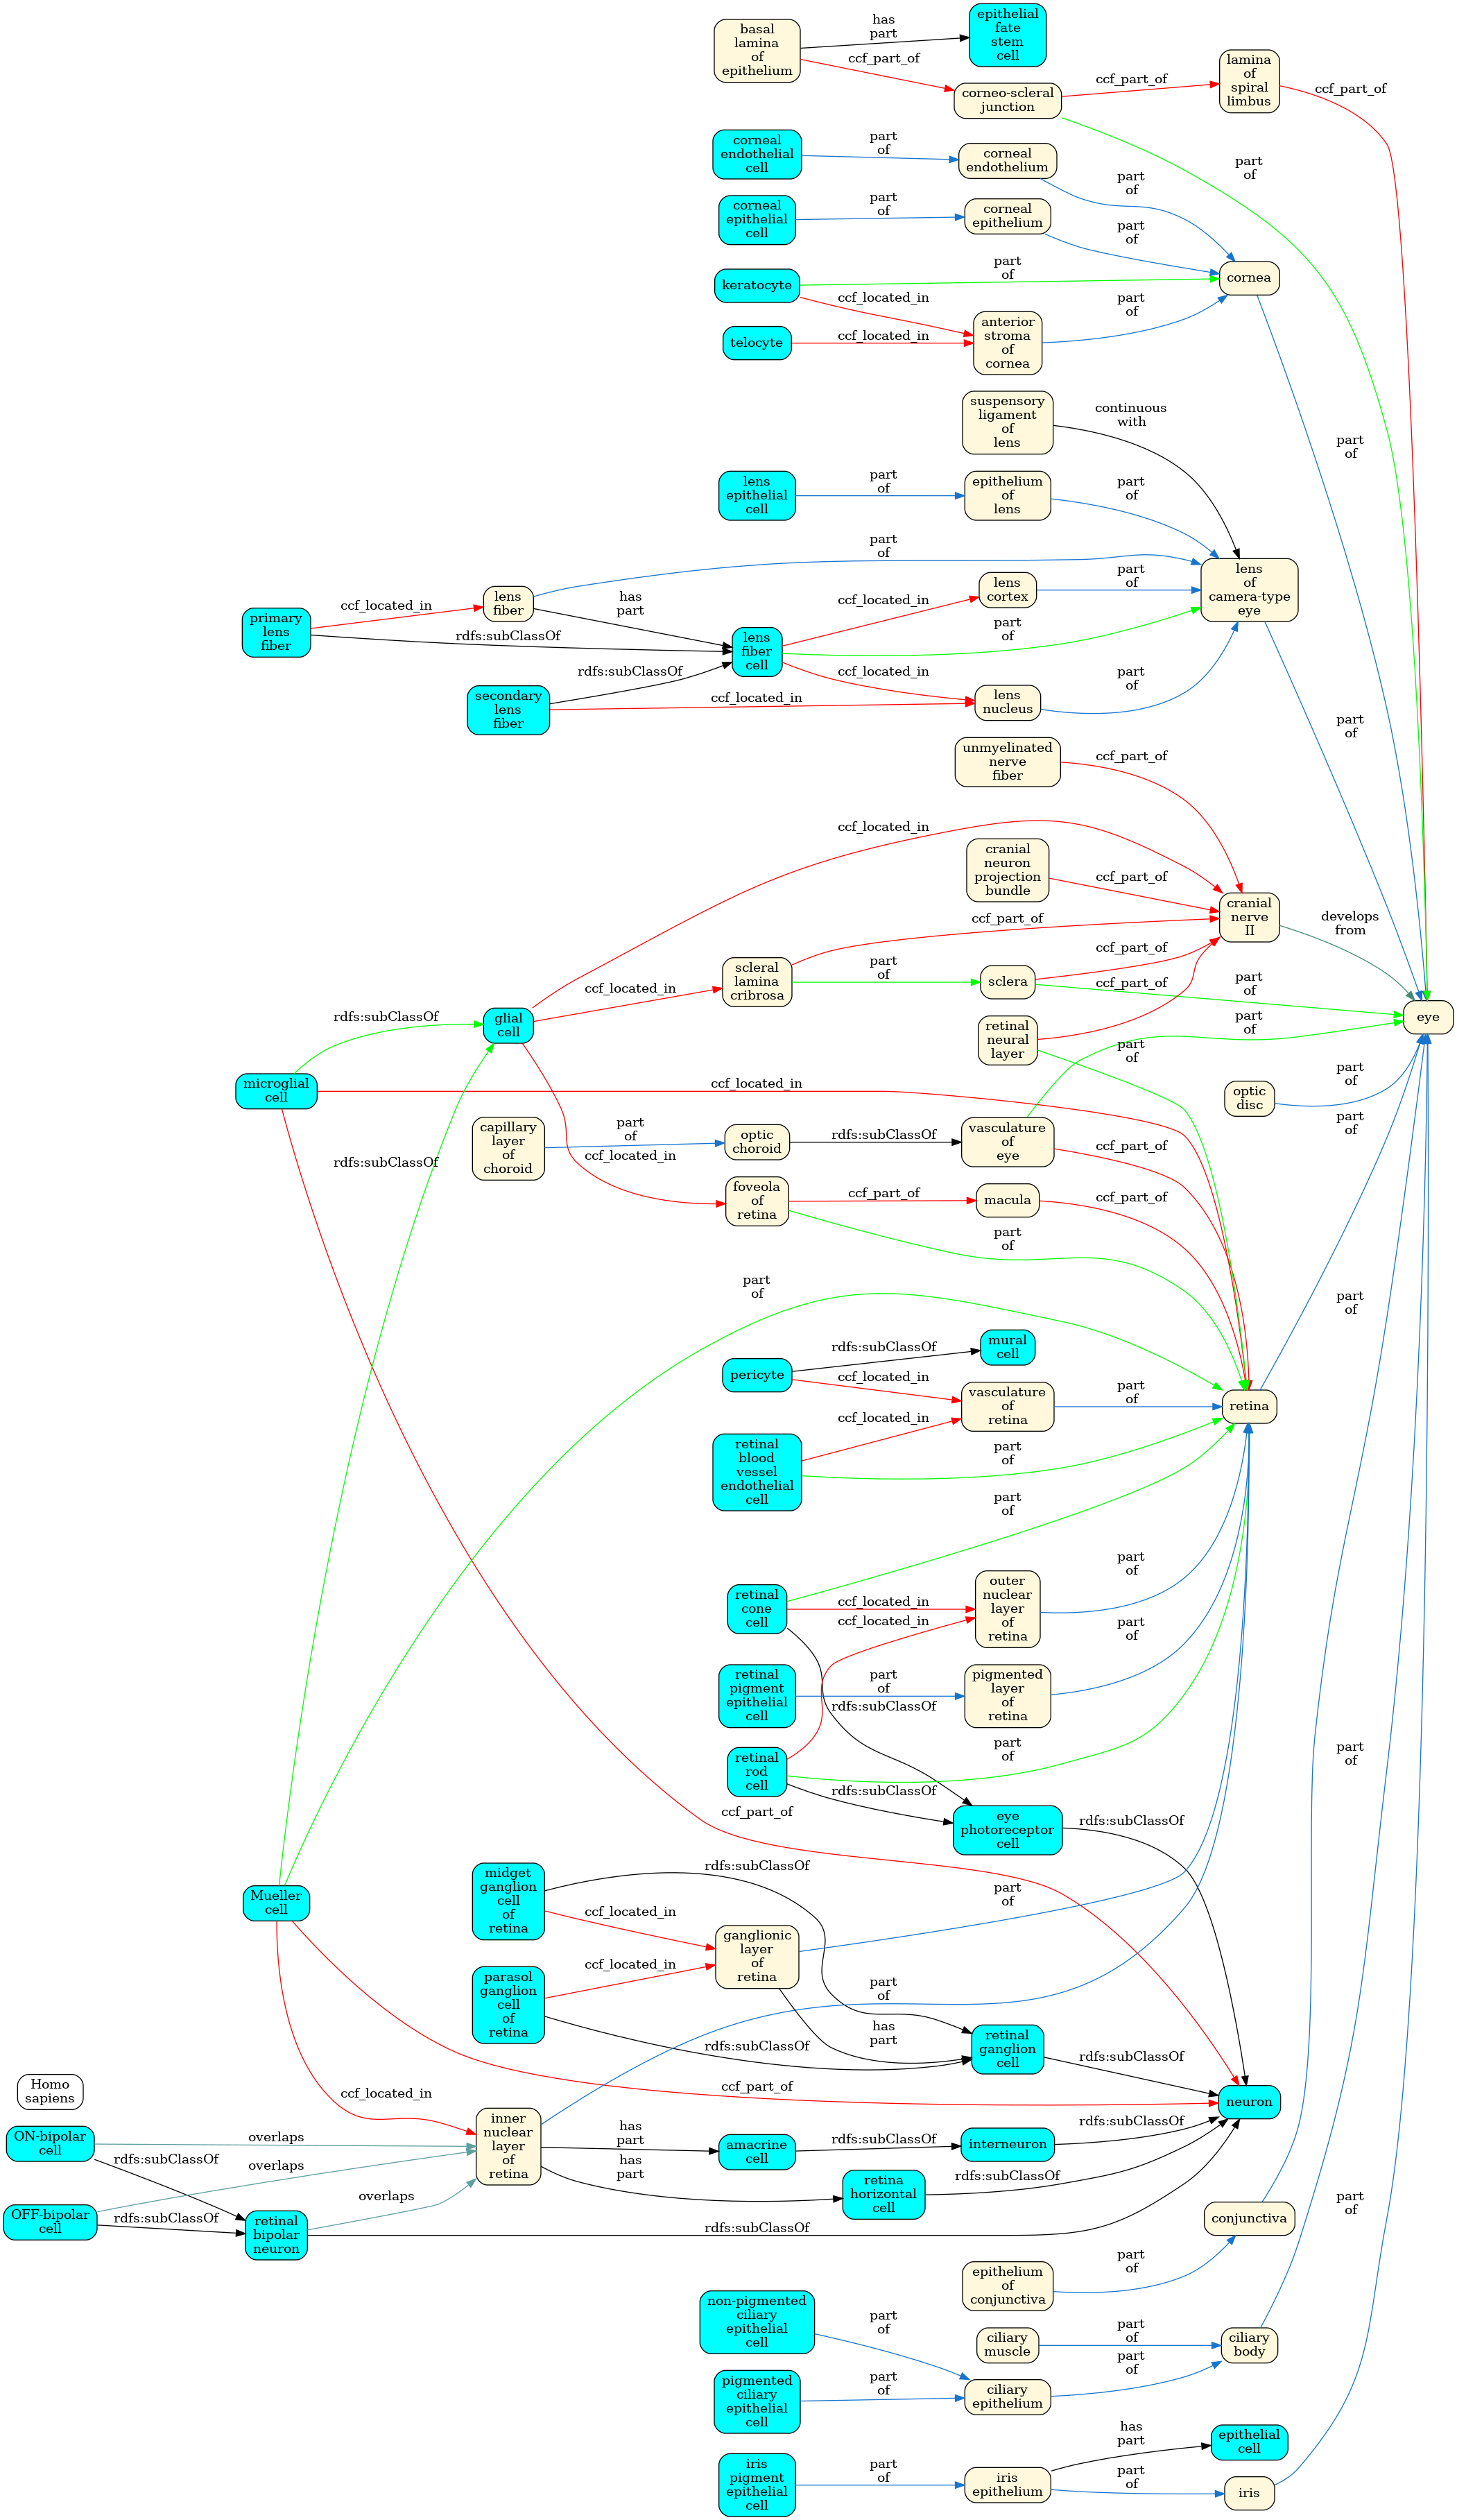 basal
lamina
of
epithelium
has
part
epithelial
fate
stem
cell
ccf_part_of
corneo-scleral
junction
ccf_part_of
lamina
of
spiral
limbus
ccf_part_of
part
of
corneal
endothelial
cell
part
of
corneal
endothelium
part
of
corneal
epithelial
cell
part
of
corneal
epithelium
part
of
cornea
keratocyte
part
of
ccf_located_in
telocyte
ccf_located_in
anterior
stroma
of
cornea
part
of
part
of
suspensory
ligament
of
lens
continuous
with
lens
epithelial
cell
part
of
epithelium
of
lens
part
of
part
of
primary
lens
fiber
ccf_located_in
lens
fiber
has
part
rdfs:subClassOf
lens
fiber
cell
ccf_located_in
lens
cortex
part
of
lens
of
camera-type
eye
part
of
rdfs:subClassOf
secondary
lens
fiber
ccf_located_in
ccf_located_in
lens
nucleus
part
of
part
of
unmyelinated
nerve
fiber
ccf_part_of
ccf_located_in
cranial
neuron
projection
bundle
ccf_part_of
cranial
nerve
II
develops
from
ccf_part_of
glial
cell
ccf_located_in
scleral
lamina
cribrosa
part
of
sclera
ccf_part_of
part
of
rdfs:subClassOf
retinal
neural
layer
ccf_part_of
part
of
part
of
eye
microglial
cell
ccf_located_in
optic
disc
part
of
capillary
layer
of
choroid
part
of
optic
choroid
rdfs:subClassOf
vasculature
of
eye
ccf_part_of
part
of
rdfs:subClassOf
ccf_located_in
foveola
of
retina
ccf_part_of
macula
ccf_part_of
part
of
part
of
part
of
pericyte
rdfs:subClassOf
mural
cell
ccf_located_in
vasculature
of
retina
part
of
retina
retinal
blood
vessel
endothelial
cell
ccf_located_in
part
of
part
of
retinal
cone
cell
ccf_located_in
ccf_located_in
outer
nuclear
layer
of
retina
part
of
retinal
pigment
epithelial
cell
part
of
rdfs:subClassOf
pigmented
layer
of
retina
part
of
retinal
rod
cell
part
of
rdfs:subClassOf
eye
photoreceptor
cell
rdfs:subClassOf
ccf_part_of
part
of
Mueller
cell
midget
ganglion
cell
of
retina
rdfs:subClassOf
ccf_located_in
ganglionic
layer
of
retina
part
of
parasol
ganglion
cell
of
retina
ccf_located_in
rdfs:subClassOf
has
part
part
of
retinal
ganglion
cell
rdfs:subClassOf
neuron
ccf_part_of
Homo
sapiens
ccf_located_in
ON-bipolar
cell
overlaps
rdfs:subClassOf
overlaps
inner
nuclear
layer
of
retina
has
part
amacrine
cell
rdfs:subClassOf
interneuron
rdfs:subClassOf
has
part
retina
horizontal
cell
rdfs:subClassOf
OFF-bipolar
cell
rdfs:subClassOf
retinal
bipolar
neuron
overlaps
rdfs:subClassOf
conjunctiva
part
of
epithelium
of
conjunctiva
part
of
non-pigmented
ciliary
epithelial
cell
part
of
ciliary
muscle
part
of
ciliary
body
part
of
pigmented
ciliary
epithelial
cell
part
of
ciliary
epithelium
part
of
iris
pigment
epithelial
cell
part
of
iris
epithelium
has
part
epithelial
cell
part
of
iris